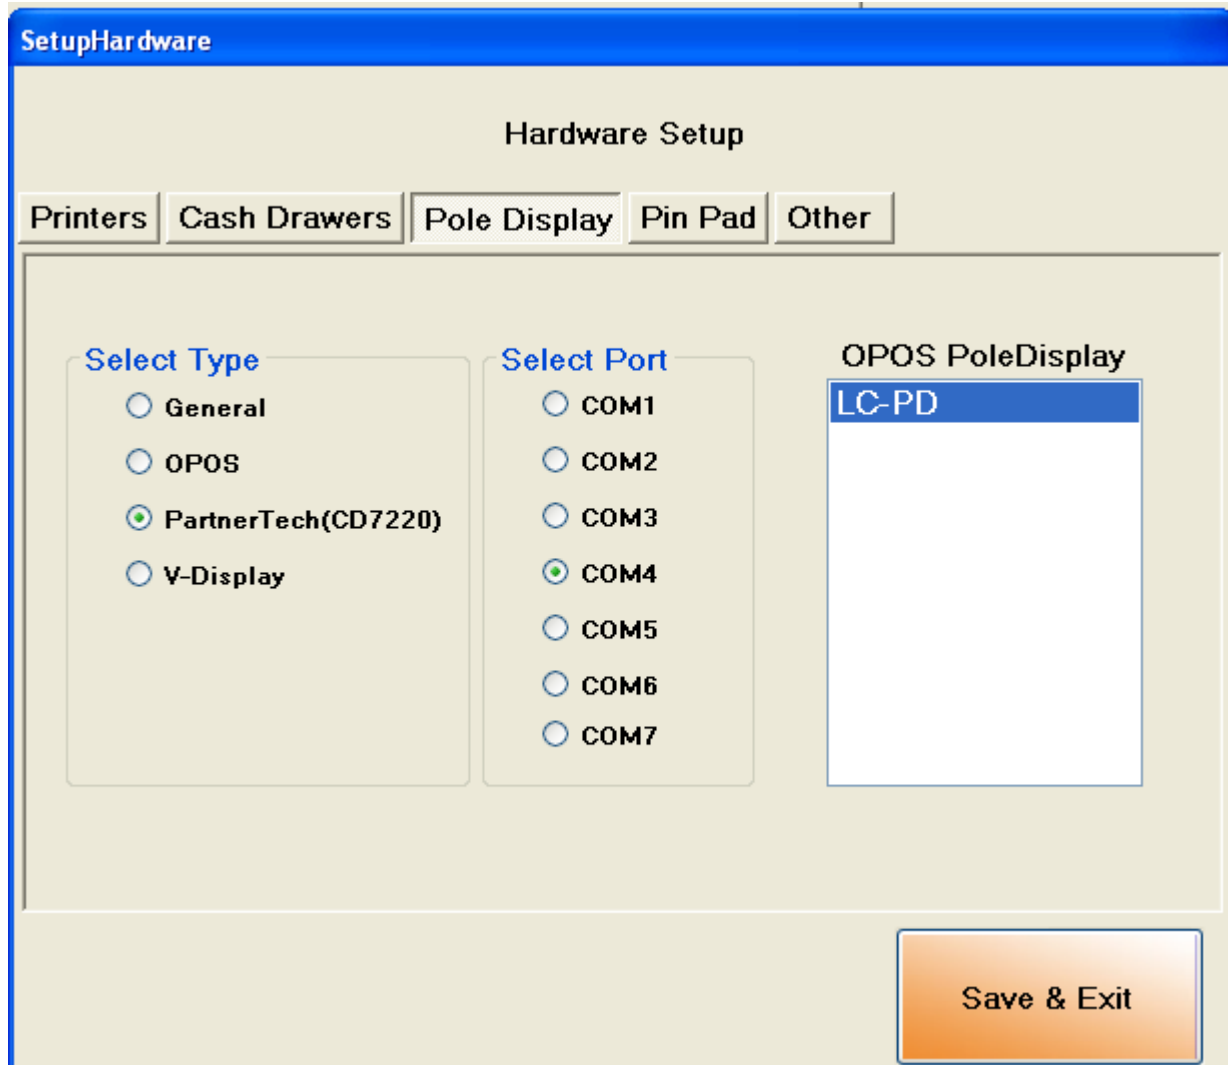 SetupHardware
Hardware Setup
Printers Cash Drawers Pole Display Pin Pad Other
Select Type
General
OPOS
PartnerTech(CD7220)
V-Display
Select Port
COM1
COM2
COM3
COM4
COM5
COM6
COM7
OPOS PoleDisplay
LC-PD
Save & Exit